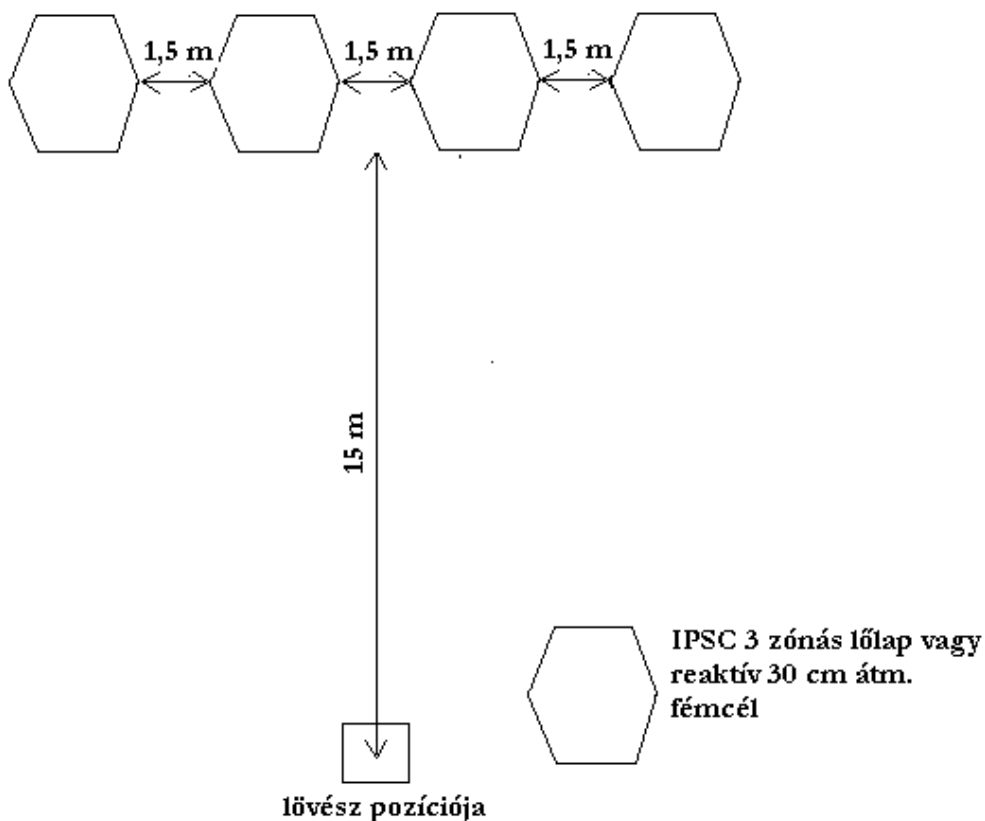 1,5 m
1,5 m
1,5 m
15 m
IPSC 3 zónás lőlap vagy
reaktív 30 cm átm.
fémcél
lövész pozíciója